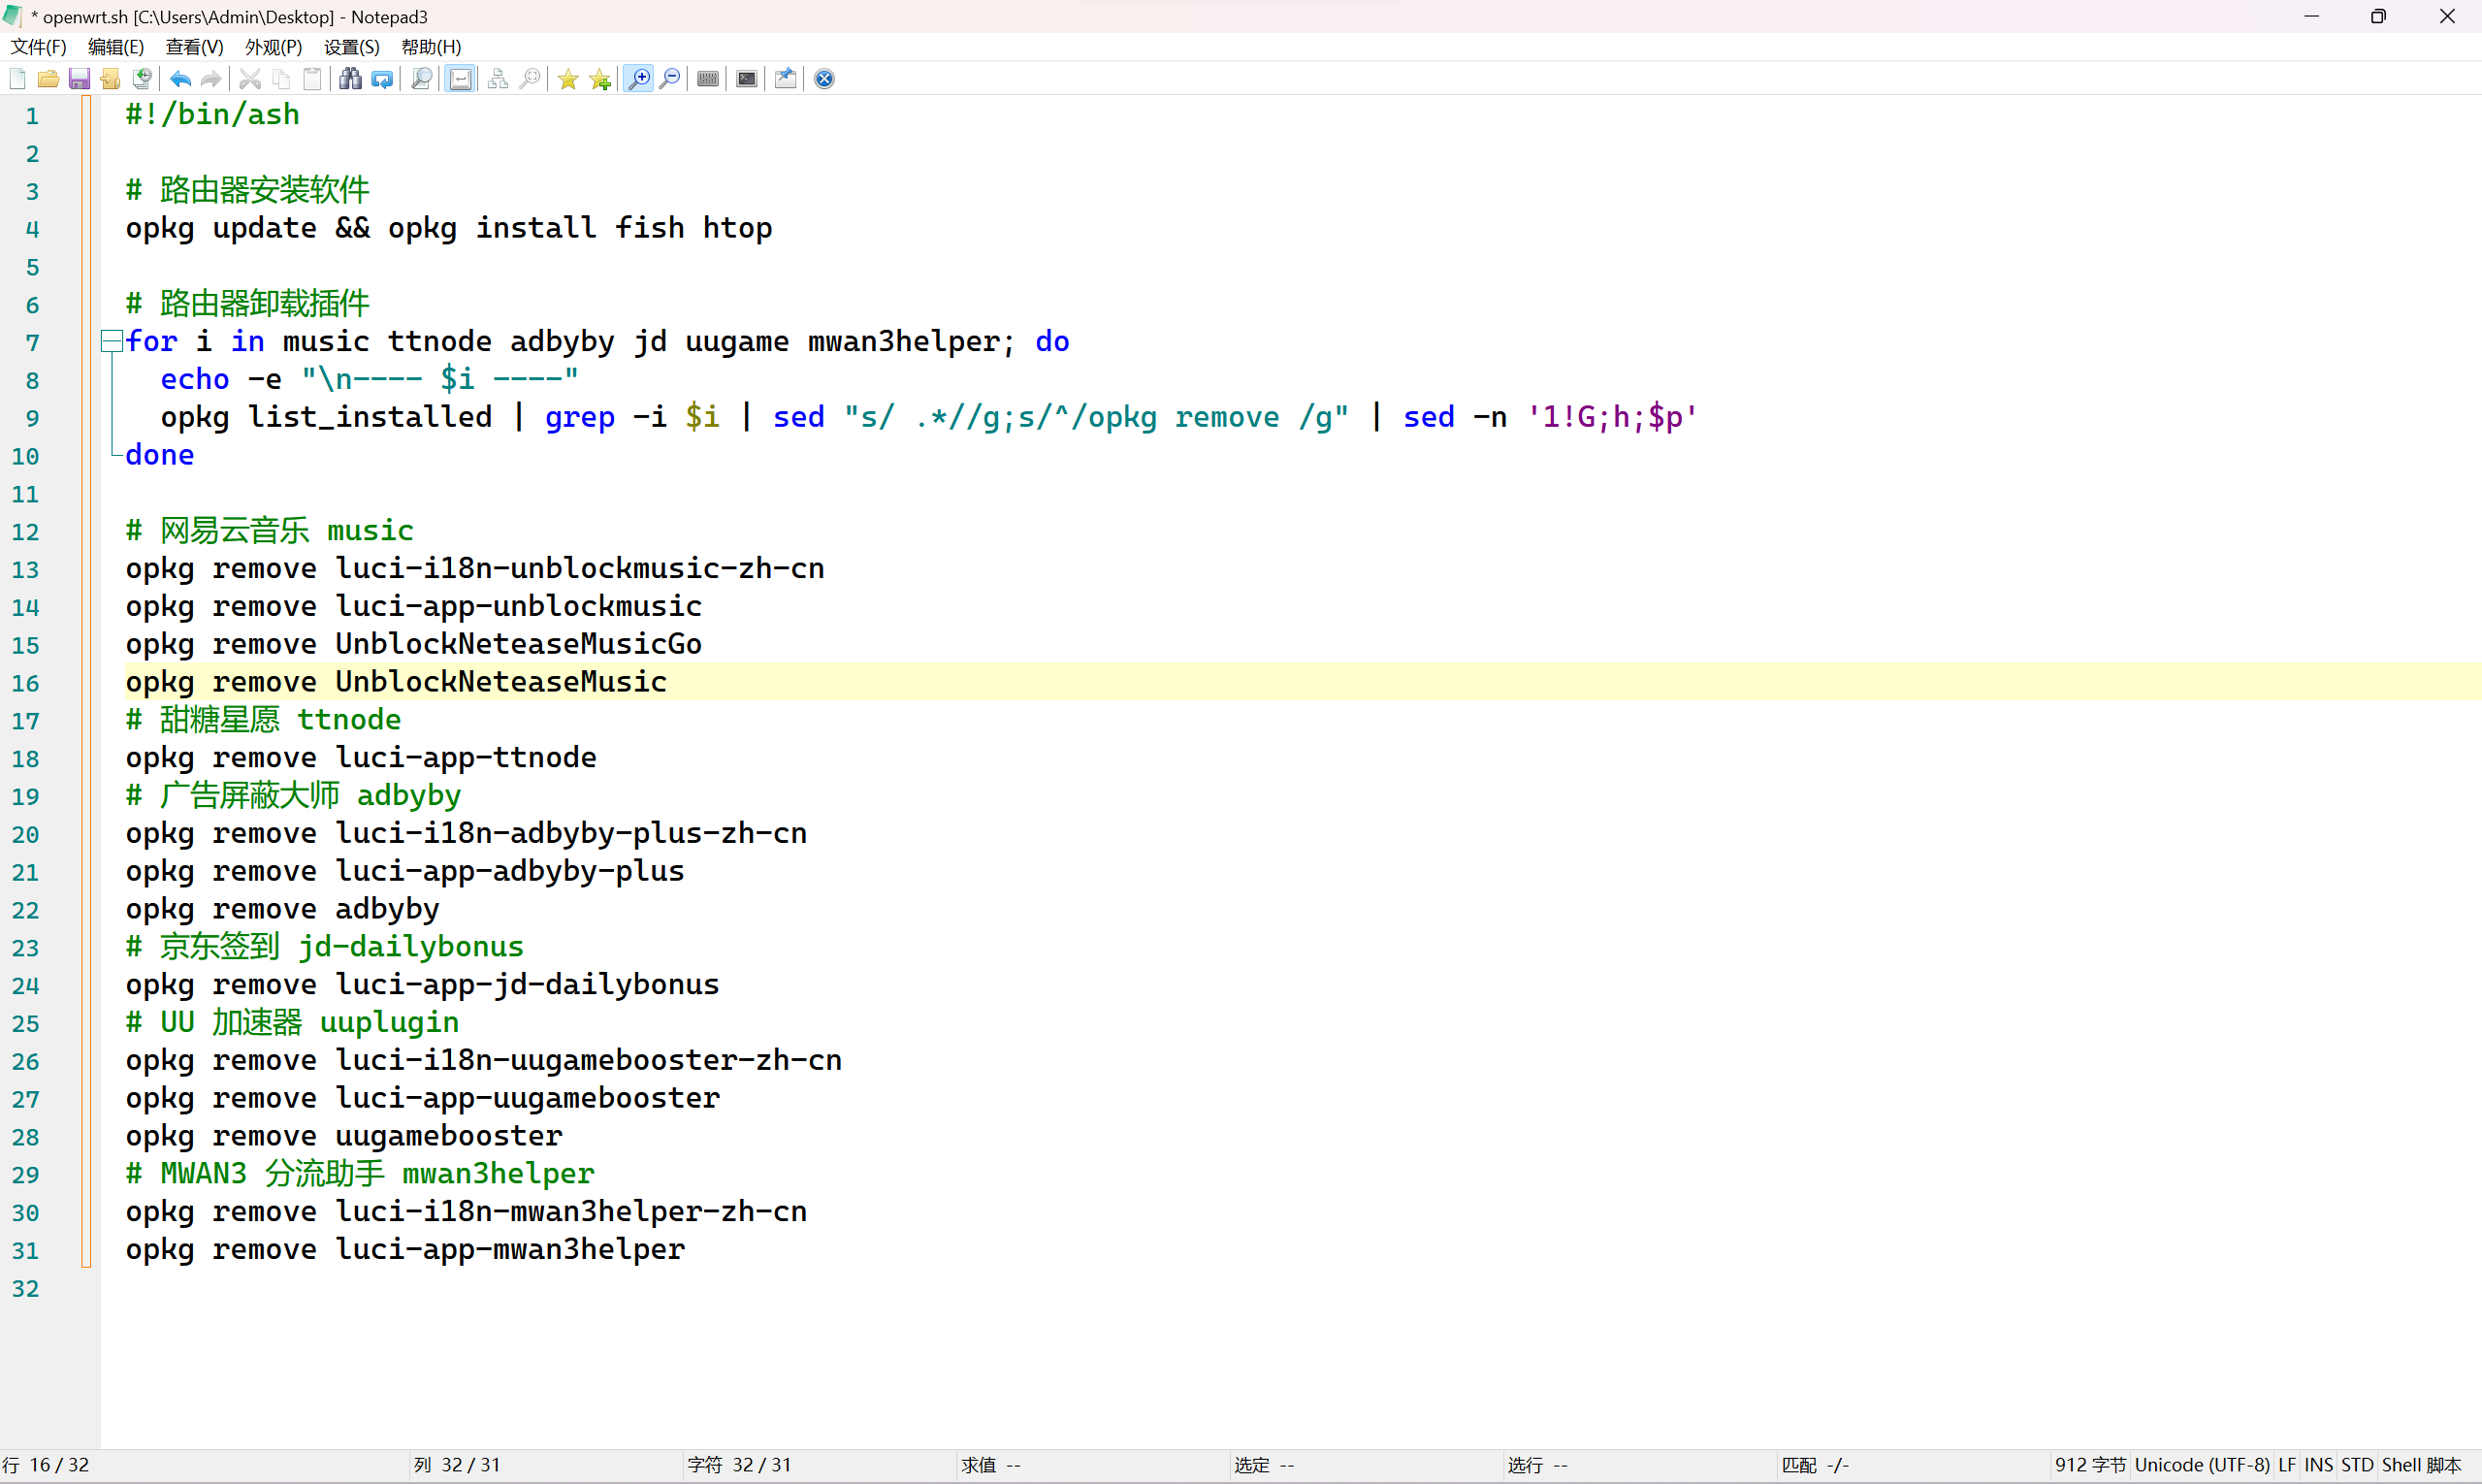 * openwrt.sh [C:\Users\Admin\Desktop] - Notepad3
文件(F) 编辑(E) 查看(V) 外观(P) 设置(S) 帮助(H)
1 #!/bin/ash
2
3 # 路由器安装软件
4 opkg update && opkg install fish htop
5
6 # 路由器卸载插件
7 for i in music ttnode adbyby jd uugame mwan3helper; do
8 echo -e "\n---- $i ----"
9 opkg list_installed | grep -i $i | sed "s/ .*//g;s/^/opkg remove /g" | sed -n '1!G;h;$p'
10 done
11
12 # 网易云音乐 music
13 opkg remove luci-i18n-unblockmusic-zh-cn
14 opkg remove luci-app-unblockmusic
15 opkg remove UnblockNeteaseMusicGo
16 opkg remove UnblockNeteaseMusic
17 # 甜糖星愿 ttnode
18 opkg remove luci-app-ttnode
19 # 广告屏蔽大师 adbyby
20 opkg remove luci-i18n-adbyby-plus-zh-cn
21 opkg remove luci-app-adbyby-plus
22 opkg remove adbyby
23 # 京东签到 jd-dailybonus
24 opkg remove luci-app-jd-dailybonus
25 # UU 加速器 uuplugin
26 opkg remove luci-i18n-uugamebooster-zh-cn
27 opkg remove luci-app-uugamebooster
28 opkg remove uugamebooster
29 # MWAN3 分流助手 mwan3helper
30 opkg remove luci-i18n-mwan3helper-zh-cn
31 opkg remove luci-app-mwan3helper
32
行 16 / 32 列 32 / 31 字符 32 / 31 求值 -- 选定 -- 选行 -- 匹配 -/- 912 字节 Unicode (UTF-8) LF INS STD Shell 脚本